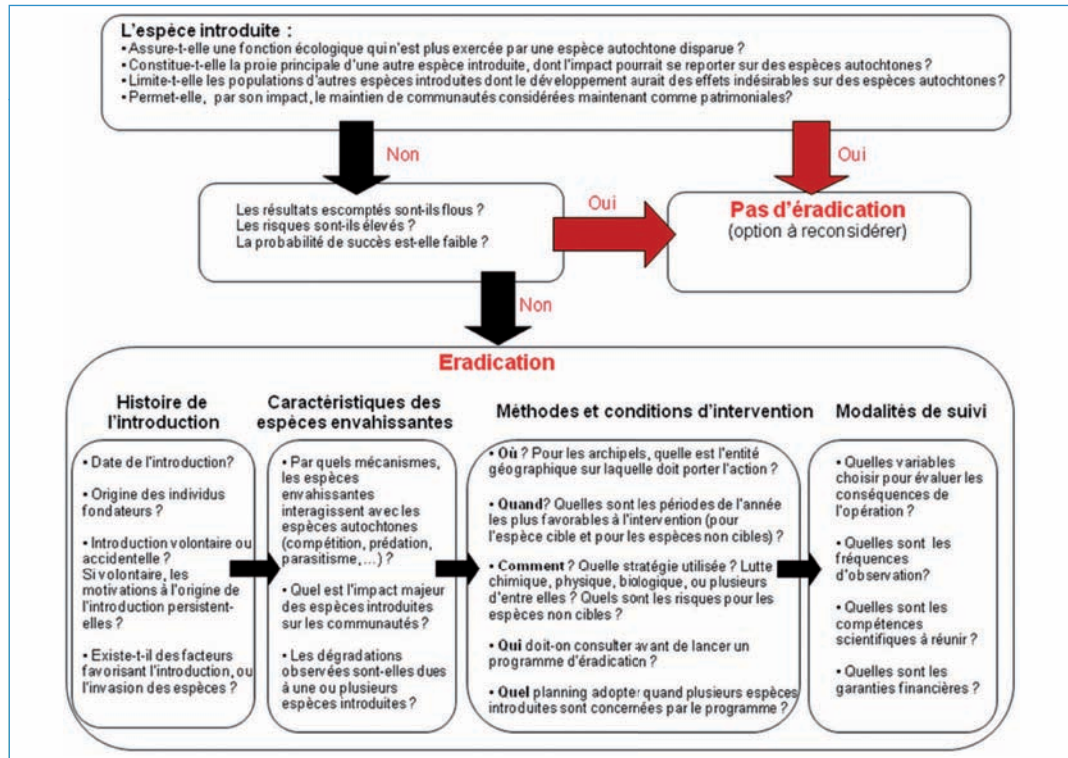 L'espèce introduite :
• Assure-t-elle une fonction écologique qui n'est plus exercée par une espèce autochtone disparue ?
• Constitue-t-elle la proie principale d'une autre espèce introduite, dont l'impact pourrait se reporter sur des espèces autochtones ?
• Limite-t-elle les populations d'autres espèces introduites dont le développement aurait des effets indésirables sur des espèces autochtones?
• Permet-elle, par son impact, le maintien de communautés considérées maintenant comme patrimoniales?
Non
Oui
Les résultats escomptés sont-ils flous ?
Les risques sont-ils élevés ?
La probabilité de succès est-elle faible ?
Oui
Pas d'éradication
(option à reconsidérer)
Non
Eradication
Histoire de
l'introduction
• Date de l'introduction?
• Origine des individus
fondateurs ?
• Introduction volontaire ou
accidentelle ?
Si volontaire, les
motivations à l'origine de
l'introduction persistent-
elles ?
• Existe-t-il des facteurs
favorisant l'introduction, ou
l'invasion des espèces ?
Caractéristiques des
espèces envahissantes
• Par quels mécanismes,
les espèces
envahissantes
interagissent avec les
espèces autochtones
(compétition, prédation,
parasitisme,...) ?
• Quel est l'impact majeur
des espèces introduites
sur les communautés ?
• Les dégradations
observées sont-elles dues
à une ou plusieurs
espèces introduites ?
Méthodes et conditions d'intervention
• Où ? Pour les archipels, quelle est l'entité
géographique sur laquelle doit porter l'action ?
• Quand? Quelles sont les périodes de l'année
les plus favorables à l'intervention (pour
l'espèce cible et pour les espèces non cibles) ?
• Comment ? Quelle stratégie utilisée ? Lutte
chimique, physique, biologique, ou plusieurs
d'entre elles ? Quels sont les risques pour les
espèces non cibles ?
• Qui doit-on consulter avant de lancer un
programme d'éradication ?
• Quel planning adopter quand plusieurs espèces
introduites sont concernées par le programme ?
Modalités de suivi
• Quelles variables
choisir pour évaluer les
conséquences de
l'opération ?
• Quelles sont les
fréquences
d'observation?
• Quelles sont les
compétences
scientifiques à réunir ?
• Quelles sont les
garanties financières ?